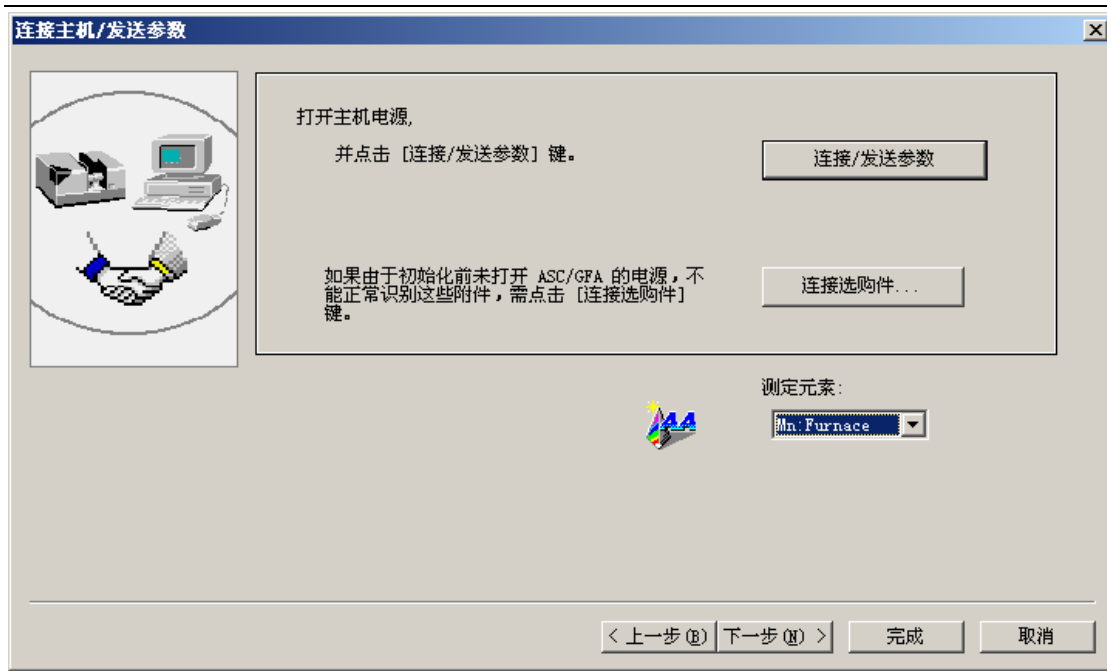 连接主机/发送参数
打开主机电源,
并点击 [连接/发送参数] 键。
连接/发送参数
如果由于初始化前未打开 ASC/GFA 的电源,不
能正常识别这些附件,需点击 [连接选购件]
键。
连接选购件...
测定元素:
AA
Mn:Furnace
< 上一步(B)
下一步(N) >
完成
取消